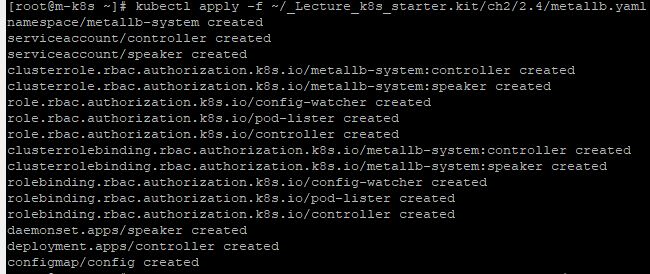 [root@m-k8s ~]# kubectl apply -f ~/_Lecture_k8s_starter.kit/ch2/2.4/metallb.yaml
namespace/metallb-system created
serviceaccount/controller created
serviceaccount/speaker created
clusterrole.rbac.authorization.k8s.io/metallb-system:controller created
clusterrole.rbac.authorization.k8s.io/metallb-system:speaker created
role.rbac.authorization.k8s.io/config-watcher created
role.rbac.authorization.k8s.io/pod-lister created
role.rbac.authorization.k8s.io/controller created
clusterrolebinding.rbac.authorization.k8s.io/metallb-system:controller created
clusterrolebinding.rbac.authorization.k8s.io/metallb-system:speaker created
rolebinding.rbac.authorization.k8s.io/config-watcher created
rolebinding.rbac.authorization.k8s.io/pod-lister created
rolebinding.rbac.authorization.k8s.io/controller created
daemonset.apps/speaker created
deployment.apps/controller created
configmap/config created